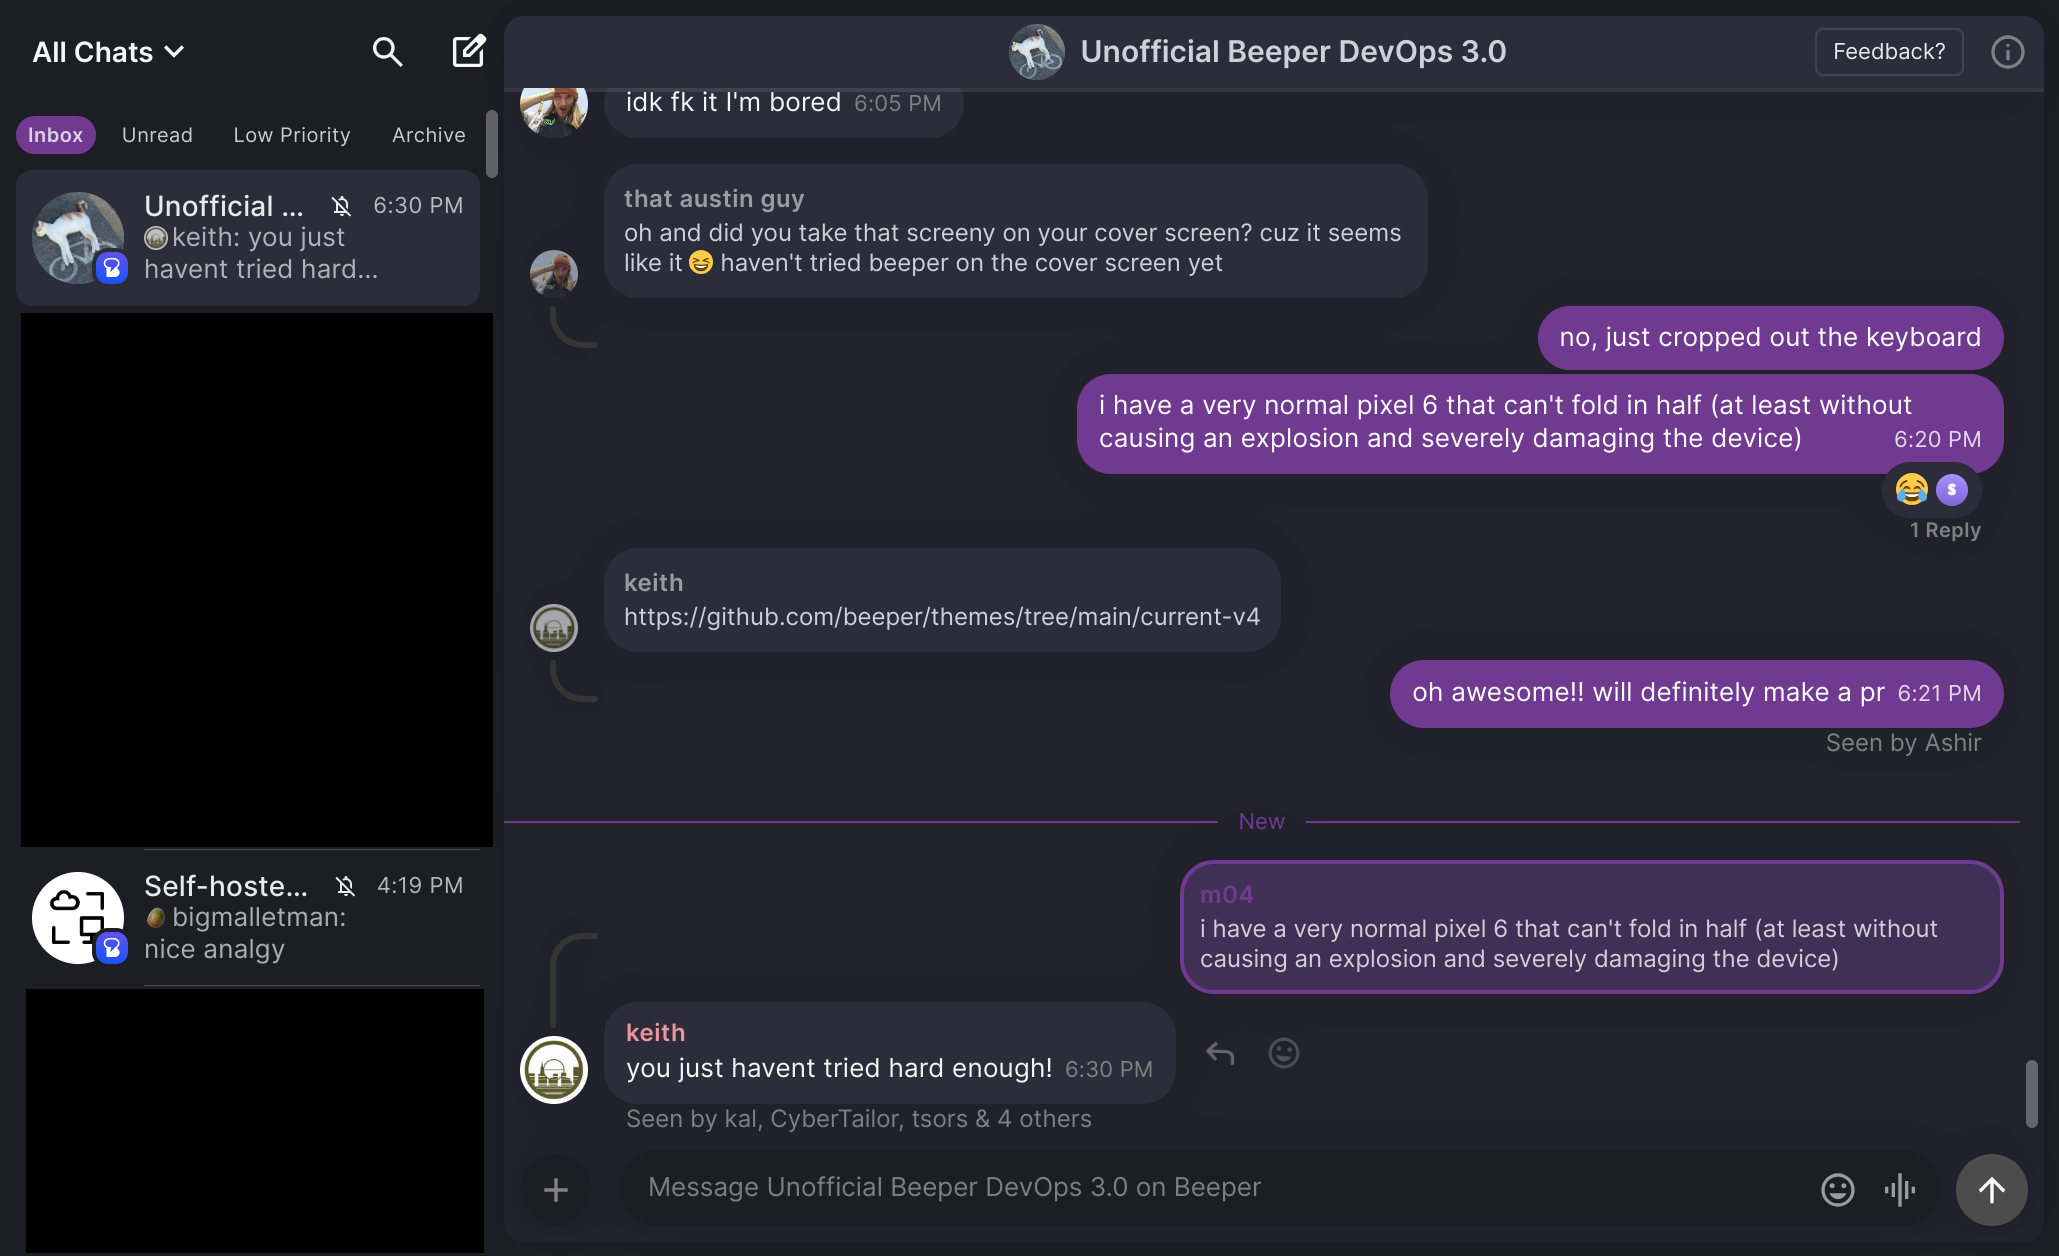 All Chats
Inbox
Unread
Low Priority
Archive
Unofficial ...
6:30 PM
keith: you just
havent tried hard...
Self-hoste...
4:19 PM
bigmalletman:
nice analgy
Unofficial Beeper DevOps 3.0
Feedback?
idk fk it I'm bored 6:05 PM
that austin guy
oh and did you take that screeny on your cover screen? cuz it seems
like it 😆 haven't tried beeper on the cover screen yet
no, just cropped out the keyboard
i have a very normal pixel 6 that can't fold in half (at least without
causing an explosion and severely damaging the device) 6:20 PM
😂 S
1 Reply
keith
https://github.com/beeper/themes/tree/main/current-v4
oh awesome!! will definitely make a pr 6:21 PM
Seen by Ashir
New
m04
i have a very normal pixel 6 that can't fold in half (at least without
causing an explosion and severely damaging the device)
keith
you just havent tried hard enough! 6:30 PM
Seen by kal, CyberTailor, tsors & 4 others
Message Unofficial Beeper DevOps 3.0 on Beeper